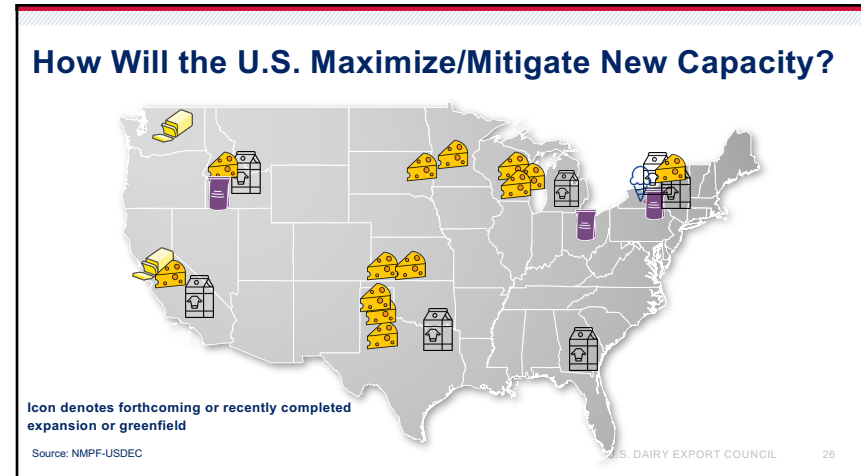 How Will the U.S. Maximize/Mitigate New Capacity?
Icon denotes forthcoming or recently completed
expansion or greenfield
Source: NMPF-USDEC
.S. DAIRY EXPORT COUNCIL 26